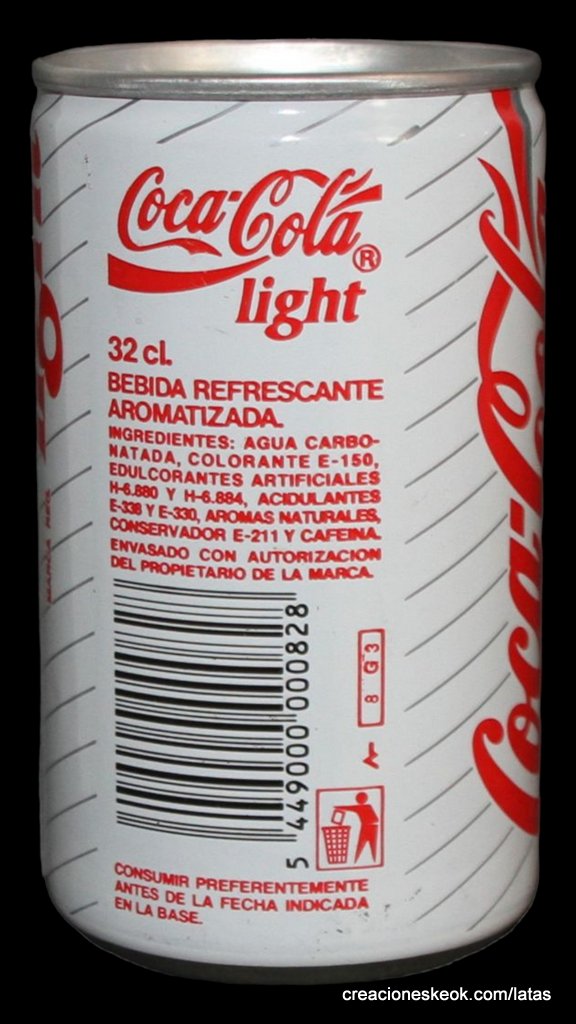 Coca-Cola®
light
32 cl.
BEBIDA REFRESCANTE
AROMATIZADA.
INGREDIENTES: AGUA CARBO-
NATADA, COLORANTE E-150,
EDULCORANTES ARTIFICIALES
H-6.880 Y H-6.884, ACIDULANTES
E-338 Y E-330, AROMAS NATURALES,
CONSERVADOR E-211 Y CAFEINA.
ENVASADO CON AUTORIZACION
DEL PROPIETARIO DE LA MARCA.
5 449000 000828
8 G3
CONSUMIR PREFERENTEMENTE
ANTES DE LA FECHA INDICADA
EN LA BASE.
Coca-Cola
creacioneskeok.com/latas